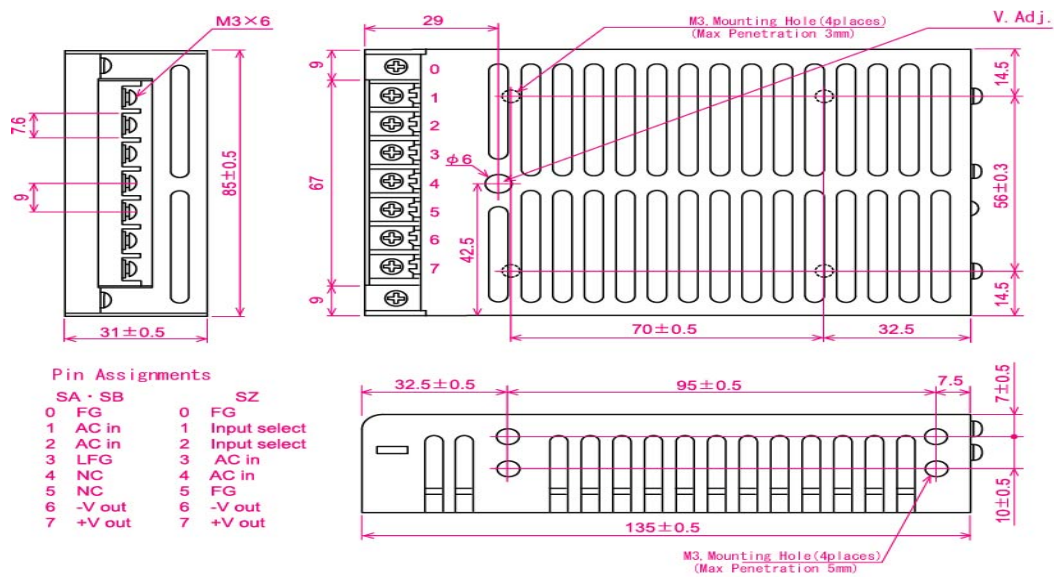 M3×6
7.6
9
85±0.5
31±0.5
29
M3. Mounting Hole(4places)
(Max Penetration 3mm)
V. Adj.
9
67
9
0
1
2
3
4
5
6
7
φ6
42.5
14.5
56±0.3
14.5
70±0.5
32.5
Pin Assignments
SA・SB
0 FG
1 AC in
2 AC in
3 LFG
4 NC
5 NC
6 -V out
7 +V out
SZ
0 FG
1 Input select
2 Input select
3 AC in
4 AC in
5 FG
6 -V out
7 +V out
32.5±0.5
95±0.5
7.5
7±0.5
10±0.5
135±0.5
M3. Mounting Hole(4places)
(Max Penetration 5mm)